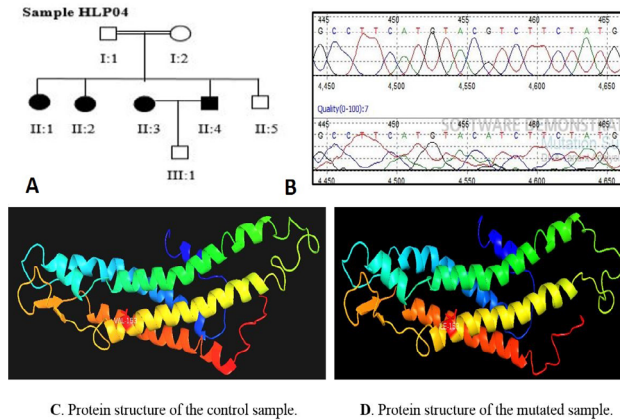 Sample HLP04
I:1 I:2
II:1 II:2 II:3 II:4 II:5
III:1
A
445 450 455 460 465
G C C T T C A T G T A C G T C T T C T A T G
4,450 4,500 4,550 4,600 4,650
Quality(0-100):7
445 450 455 460 465
G C C T T C A T G T A C A T C T T C T A T G
4,450 4,500 4,550 4,600 4,650
B
C. Protein structure of the control sample.
D. Protein structure of the mutated sample.